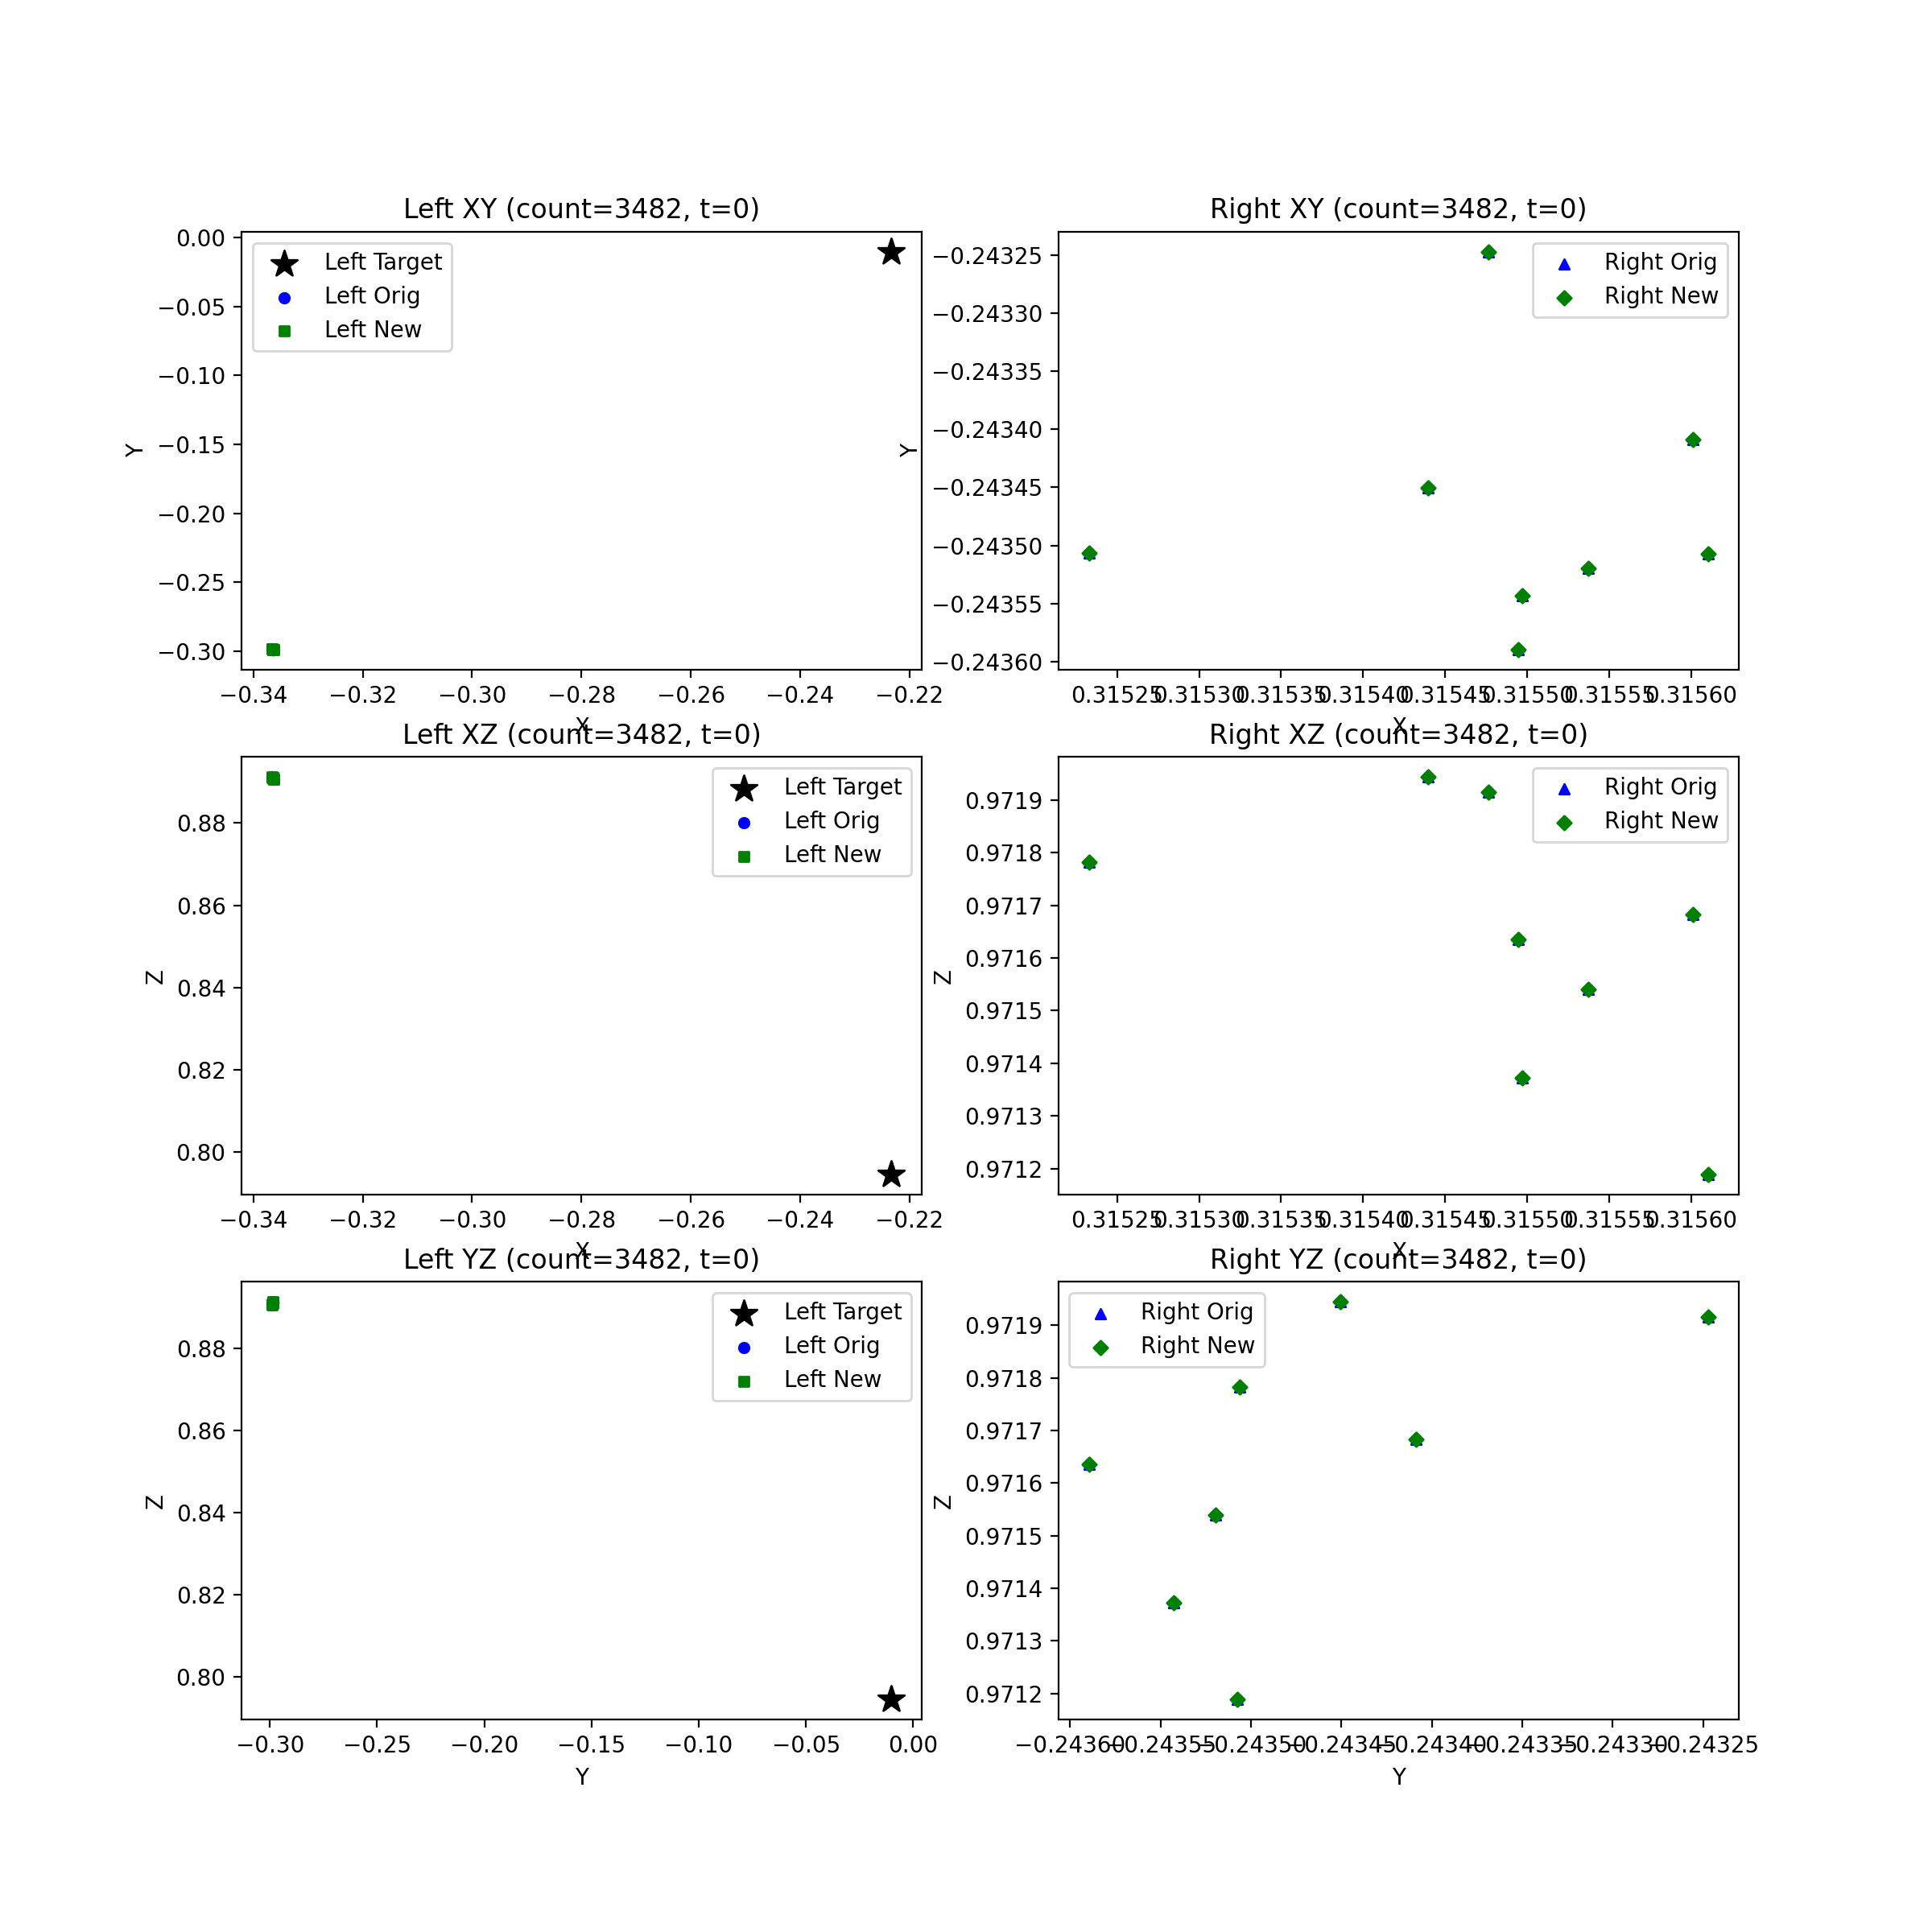 Left XY (count=3482, t=0)
0.00
−0.05
−0.10
−0.15
−0.20
−0.25
−0.30
Y
Left Target
Left Orig
Left New
−0.34
−0.32
−0.30
−0.28
−0.26
−0.24
−0.22
X
Right XY (count=3482, t=0)
−0.24325
−0.24330
−0.24335
−0.24340
−0.24345
−0.24350
−0.24355
−0.24360
Y
Right Orig
Right New
0.31525
0.31530
0.31535
0.31540
0.31545
0.31550
0.31555
0.31560
X
Left XZ (count=3482, t=0)
0.88
0.86
0.84
0.82
0.80
Z
Left Target
Left Orig
Left New
−0.34
−0.32
−0.30
−0.28
−0.26
−0.24
−0.22
X
Right XZ (count=3482, t=0)
0.9719
0.9718
0.9717
0.9716
0.9715
0.9714
0.9713
0.9712
Z
Right Orig
Right New
0.31525
0.31530
0.31535
0.31540
0.31545
0.31550
0.31555
0.31560
X
Left YZ (count=3482, t=0)
0.88
0.86
0.84
0.82
0.80
Z
Left Target
Left Orig
Left New
−0.30
−0.25
−0.20
−0.15
−0.10
−0.05
0.00
Y
Right YZ (count=3482, t=0)
0.9719
0.9718
0.9717
0.9716
0.9715
0.9714
0.9713
0.9712
Z
Right Orig
Right New
−0.24360
−0.24355
−0.24350
−0.24345
−0.24340
−0.24335
−0.24330
−0.24325
Y